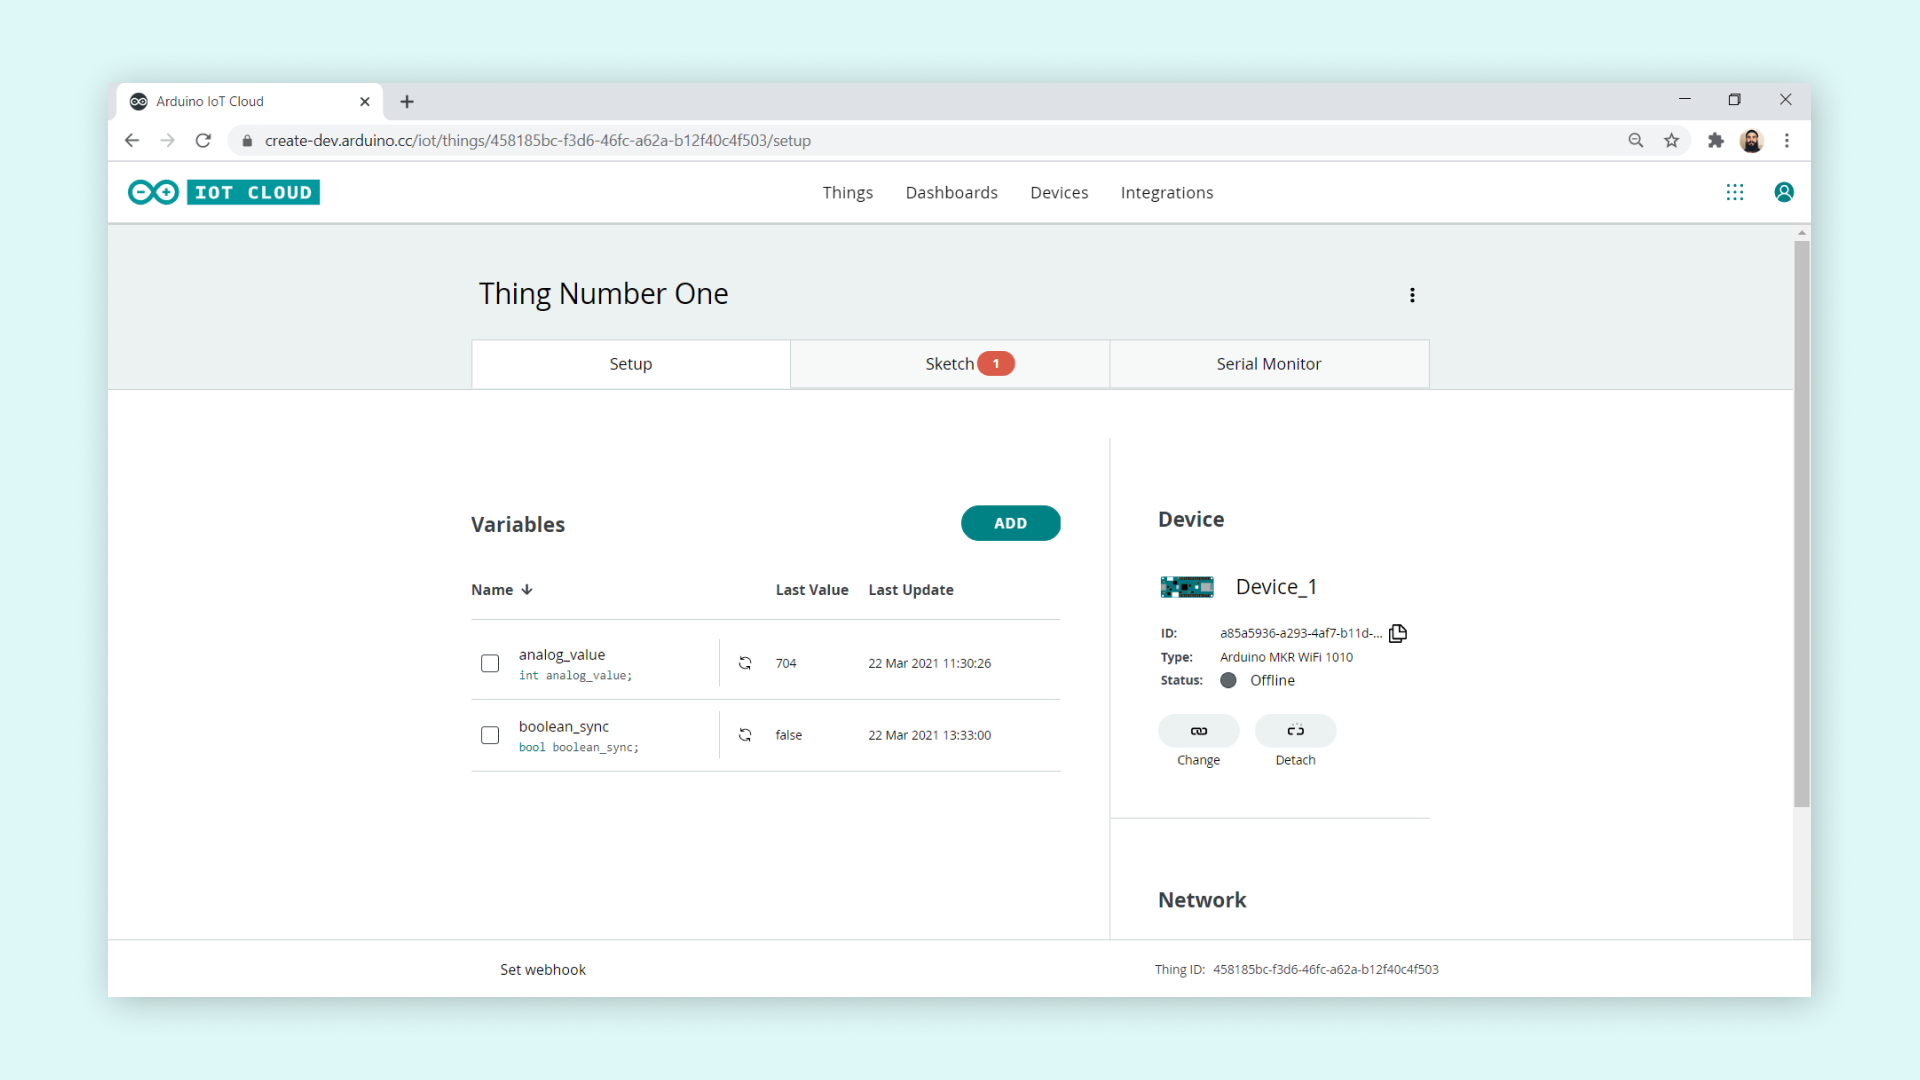 Arduino IoT Cloud
create-dev.arduino.cc/iot/things/458185bc-f3d6-46fc-a62a-b12f40c4f503/setup
IOT CLOUD
Things Dashboards Devices Integrations
Thing Number One
Setup Sketch 1 Serial Monitor
Variables ADD
Name Last Value Last Update
analog_value
int analog_value;
704 22 Mar 2021 11:30:26
boolean_sync
bool boolean_sync;
false 22 Mar 2021 13:33:00
Device
Device_1
ID: a85a5936-a293-4af7-b11d-...
Type: Arduino MKR WiFi 1010
Status: Offline
Change Detach
Network
Set webhook
Thing ID: 458185bc-f3d6-46fc-a62a-b12f40c4f503